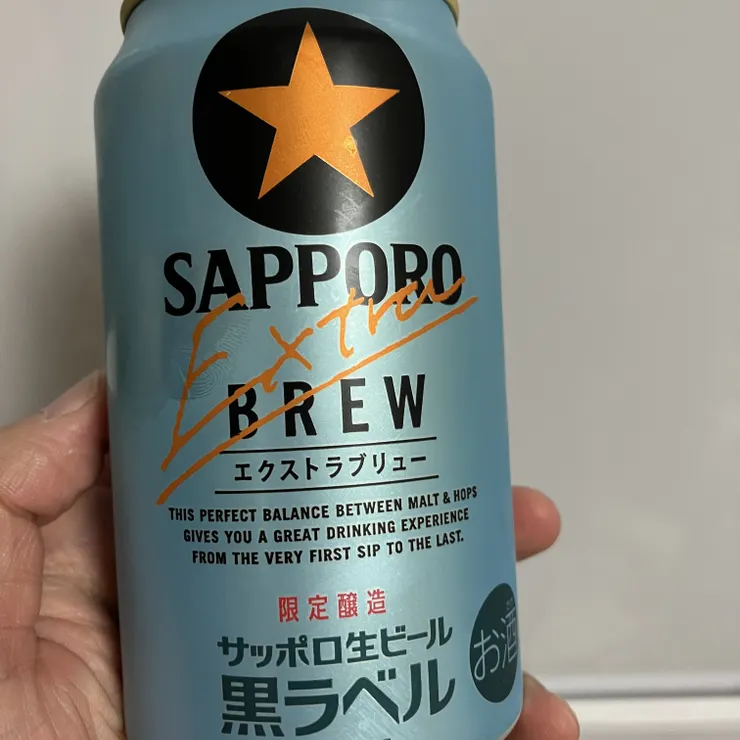 SAPPORO
Extra
BREW
エクストラブリュー
THIS PERFECT BALANCE BETWEEN MALT & HOPS
GIVES YOU A GREAT DRINKING EXPERIENCE
FROM THE VERY FIRST SIP TO THE LAST.
限定醸造
サッポロ生ビール
黒ラベル
お酒